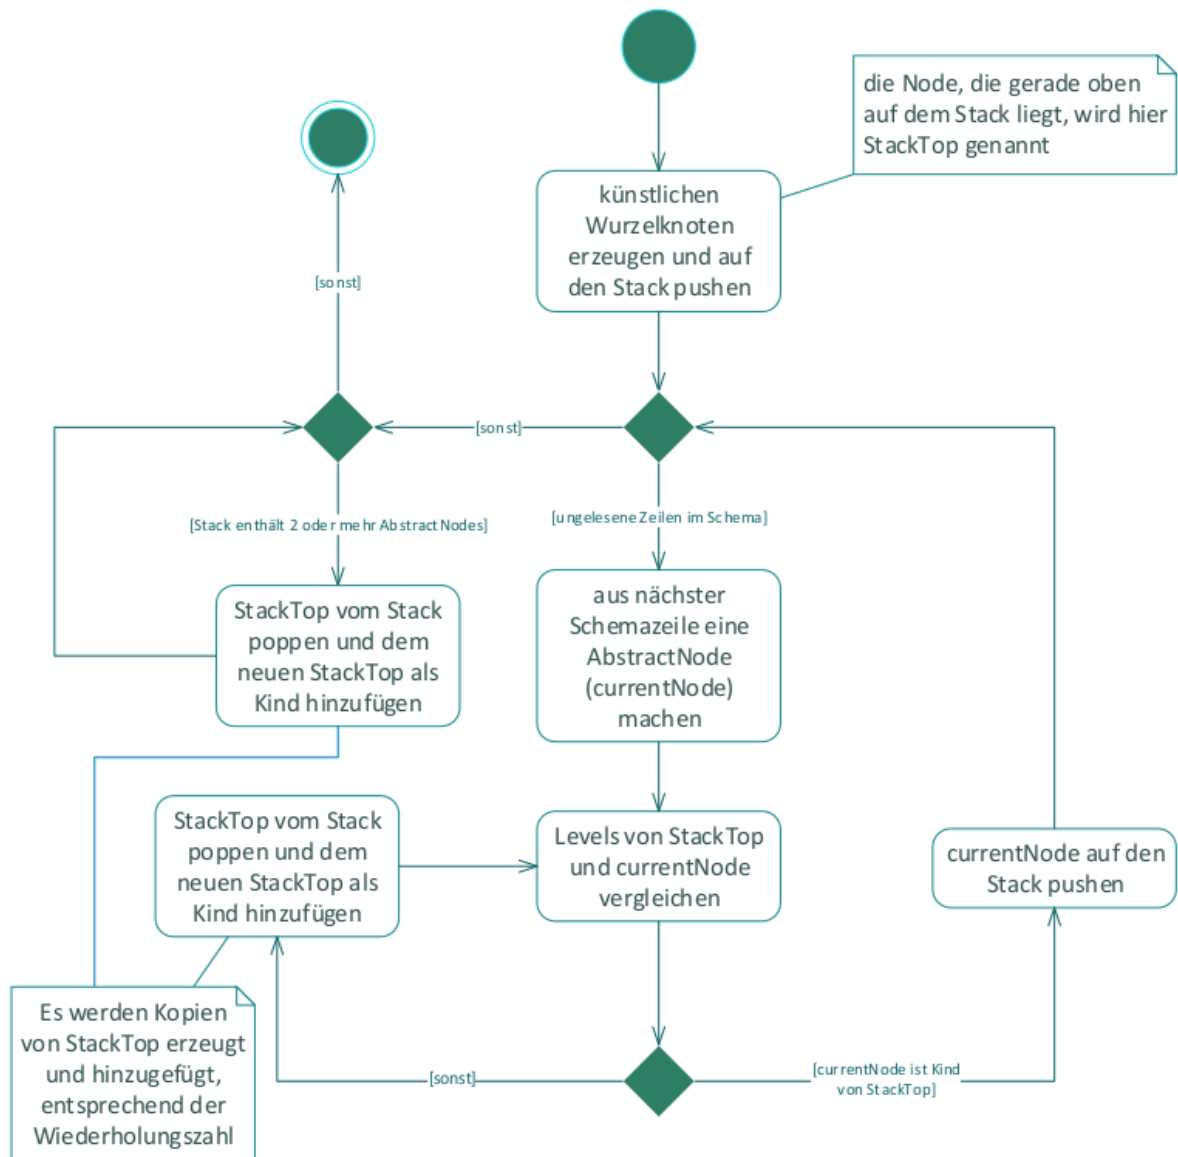 die Node, die gerade oben
auf dem Stack liegt, wird hier
StackTop genannt
künstlichen
Wurzelknoten
erzeugen und auf
den Stack pushen
[sonst]
[sonst]
[Stack enthält 2 oder mehr AbstractNodes]
[ungelesene Zeilen im Schema]
StackTop vom Stack
poppen und dem
neuen StackTop als
Kind hinzufügen
aus nächster
Schemazeile eine
AbstractNode
(currentNode)
machen
StackTop vom Stack
poppen und dem
neuen StackTop als
Kind hinzufügen
Levels von StackTop
und currentNode
vergleichen
currentNode auf den
Stack pushen
Es werden Kopien
von StackTop erzeugt
und hinzugefügt,
entsprechend der
Wiederholungszahl
[sonst]
[currentNode ist Kind
von StackTop]